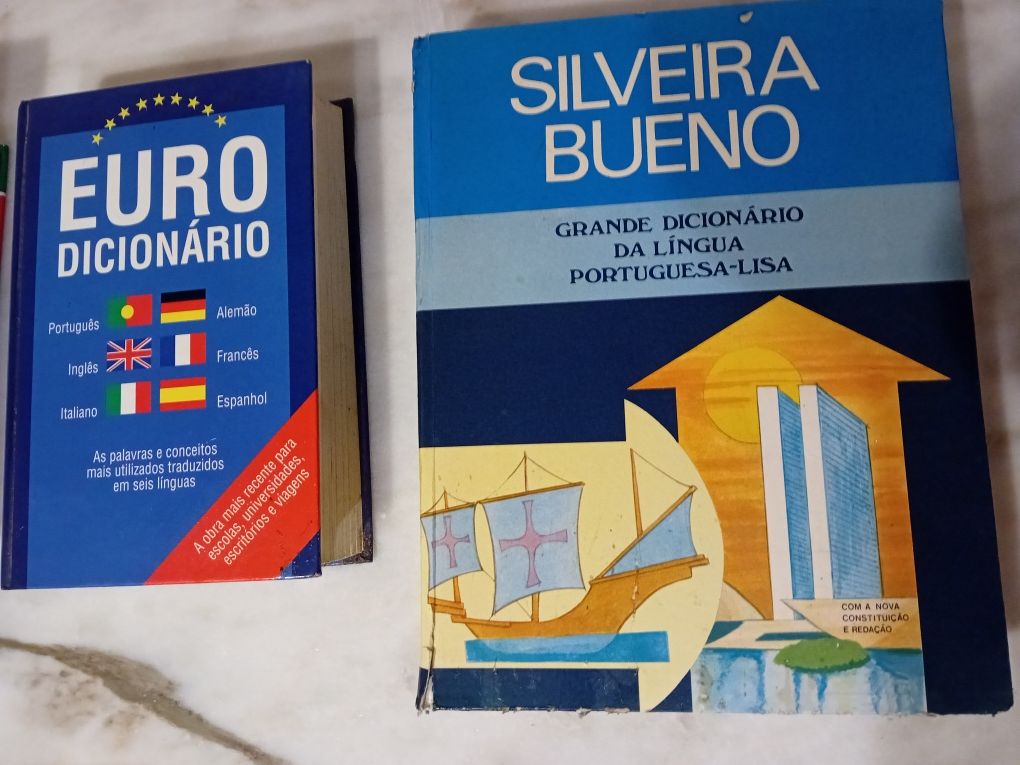 EURO
DICIONÁRIO
Português
Alemão
Inglês
Francês
Italiano
Espanhol
As palavras e conceitos
mais utilizados traduzidos
em seis línguas
A obra mais recente para
escolas, universidades,
escritórios e viagens
SILVEIRA
BUENO
GRANDE DICIONÁRIO
DA LÍNGUA
PORTUGUESA-LISA
COM A NOVA
CONSTITUIÇÃO
E REDAÇÃO